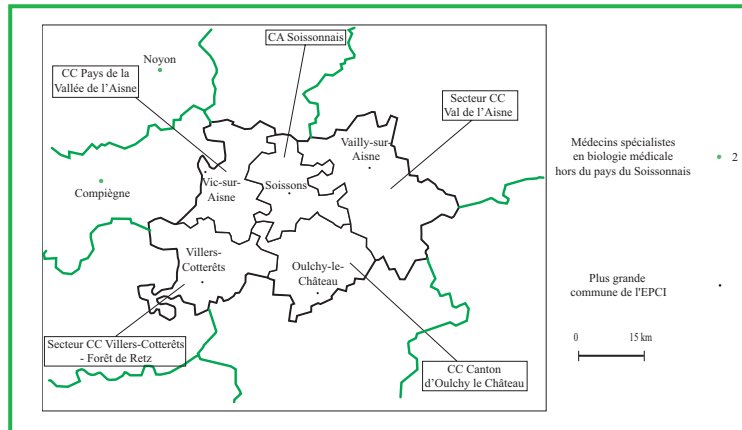 CA Soissonnais
Noyon
CC Pays de la
Vallée de l'Aisne
Secteur CC
Val de l'Aisne
Vailly-sur-
Aisne
Médecins spécialistes
en biologie médicale
hors du pays du Soissonnais
2
Compiègne
Vic-sur-
Aisne
Soissons
Villers-
Cotterêts
Oulchy-le-
Château
Plus grande
commune de l'EPCI
0 15 km
Secteur CC Villers-Cotterêts
- Forêt de Retz
CC Canton
d'Oulchy le Château